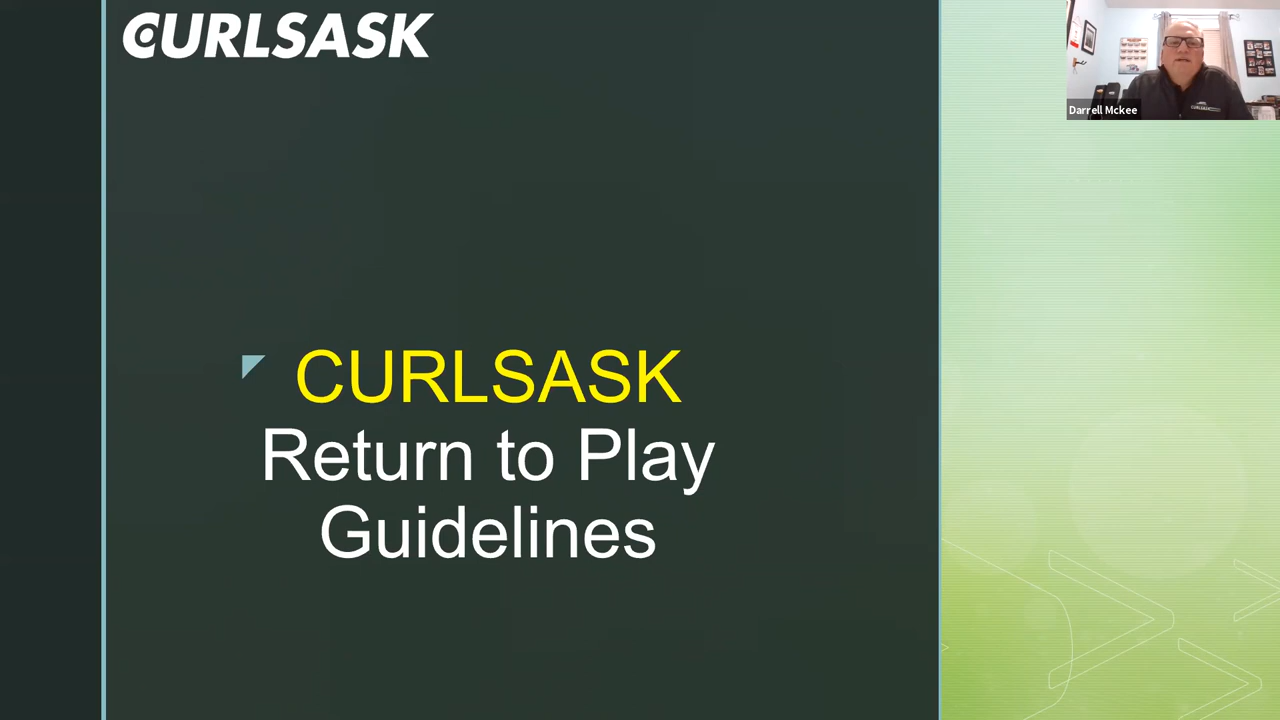 CURLSASK
Darrell Mckee
CURLSASK
Return to Play
Guidelines